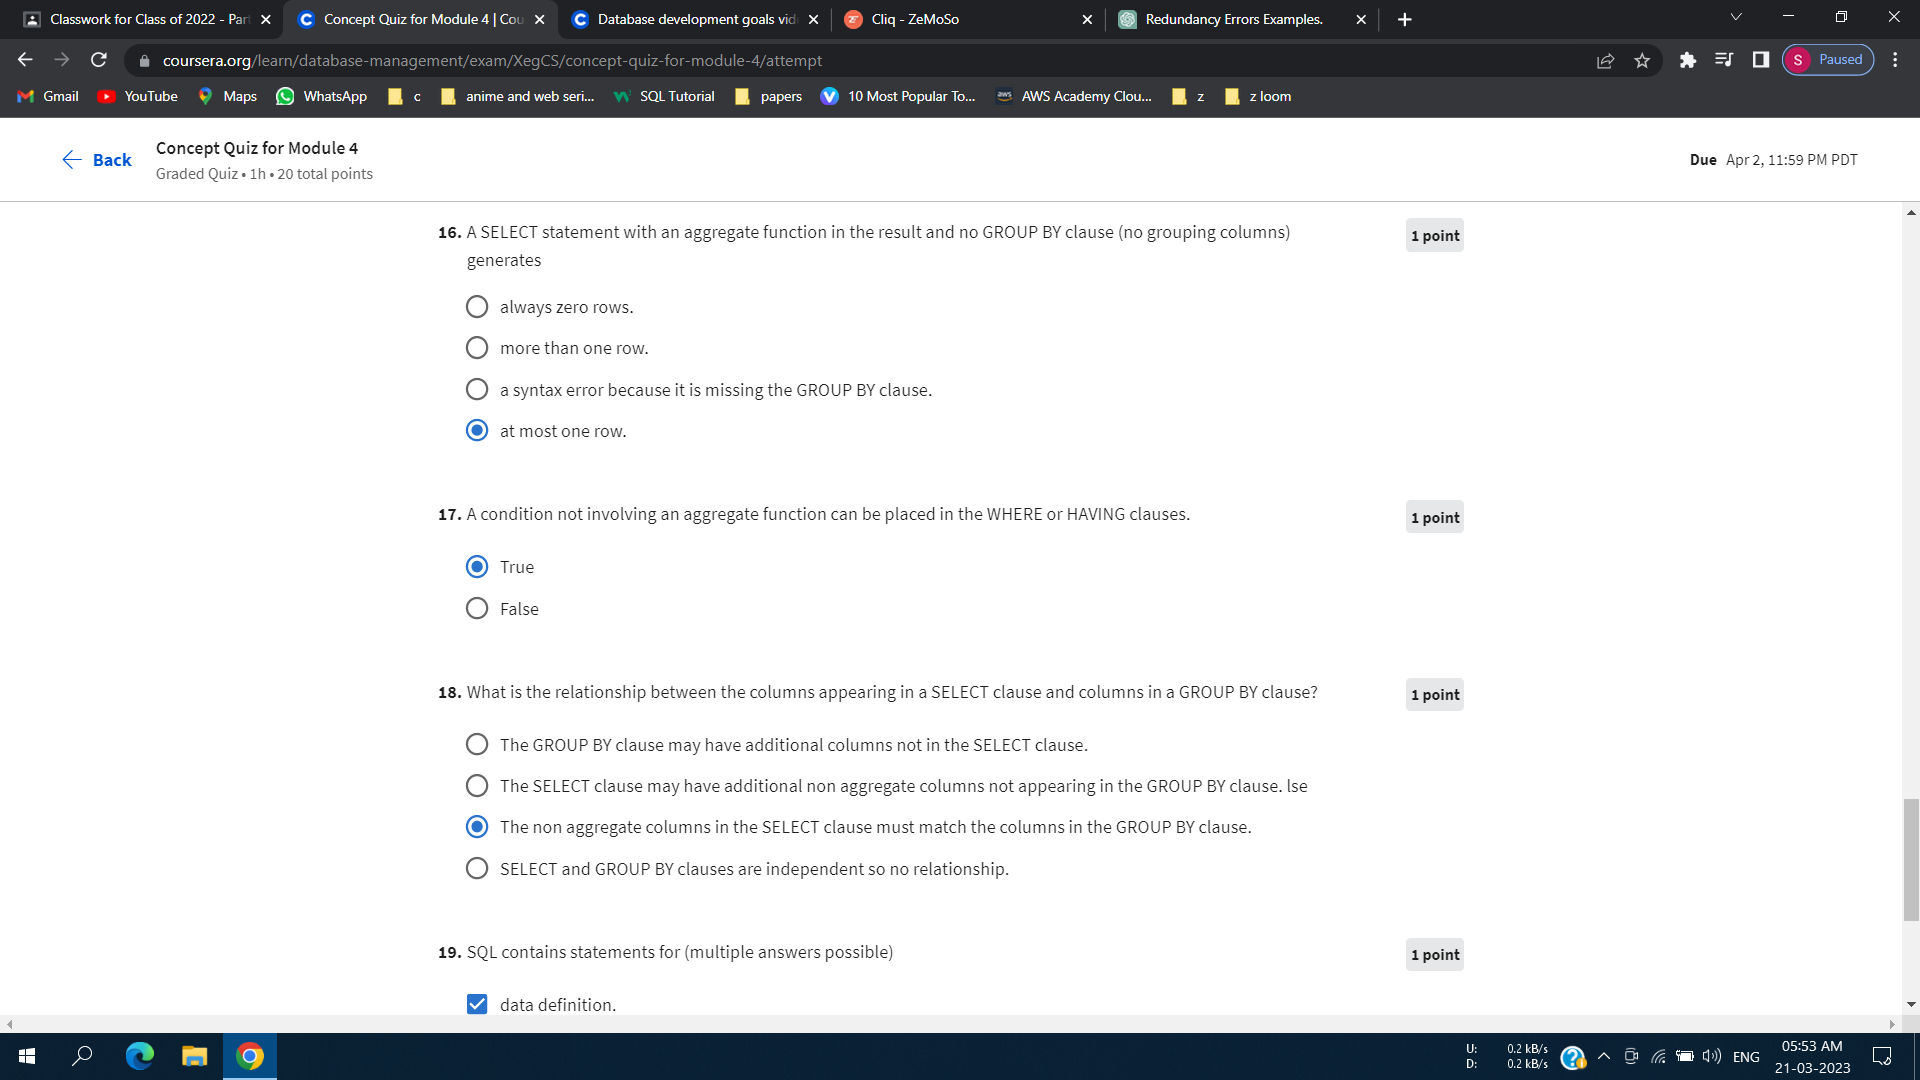 Classwork for Class of 2022 - Part
Concept Quiz for Module 4 | Cou
Database development goals vid
Cliq - ZeMoSo
Redundancy Errors Examples.
coursera.org/learn/database-management/exam/XegCS/concept-quiz-for-module-4/attempt
S Paused
Gmail YouTube Maps WhatsApp c anime and web seri... SQL Tutorial papers 10 Most Popular To... AWS Academy Clou... z z loom
Back
Concept Quiz for Module 4
Graded Quiz • 1h • 20 total points
Due Apr 2, 11:59 PM PDT
16. A SELECT statement with an aggregate function in the result and no GROUP BY clause (no grouping columns)
generates
1 point
always zero rows.
more than one row.
a syntax error because it is missing the GROUP BY clause.
at most one row.
17. A condition not involving an aggregate function can be placed in the WHERE or HAVING clauses.
1 point
True
False
18. What is the relationship between the columns appearing in a SELECT clause and columns in a GROUP BY clause?
1 point
The GROUP BY clause may have additional columns not in the SELECT clause.
The SELECT clause may have additional non aggregate columns not appearing in the GROUP BY clause. lse
The non aggregate columns in the SELECT clause must match the columns in the GROUP BY clause.
SELECT and GROUP BY clauses are independent so no relationship.
19. SQL contains statements for (multiple answers possible)
1 point
data definition.
U: 0.2 kB/s
D: 0.2 kB/s
ENG
05:53 AM
21-03-2023